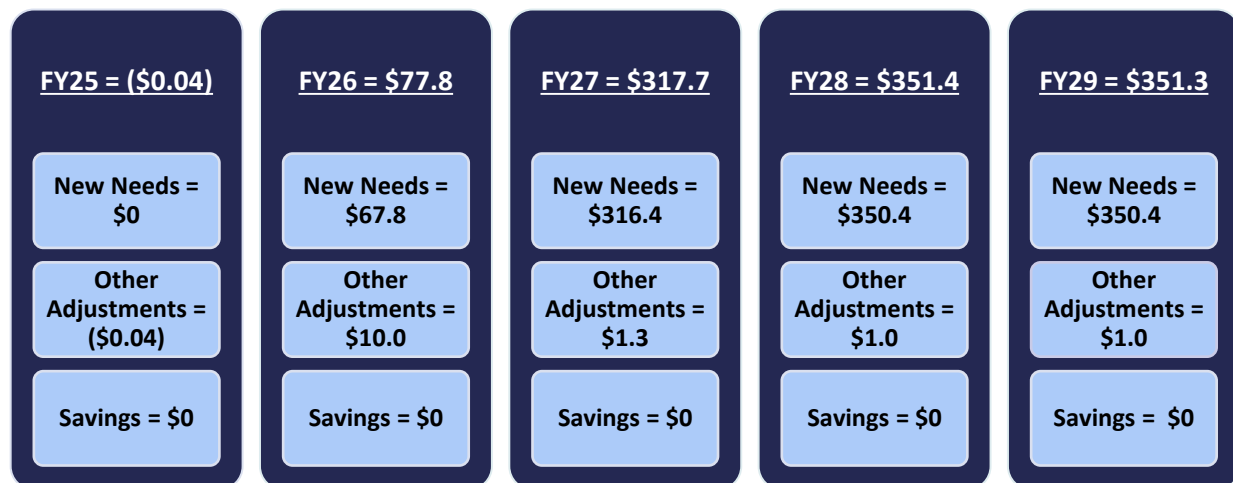 FY25 = ($0.04)
New Needs =
$0
Other
Adjustments =
($0.04)
Savings = $0
FY26 = $77.8
New Needs =
$67.8
Other
Adjustments =
$10.0
Savings = $0
FY27 = $317.7
New Needs =
$316.4
Other
Adjustments =
$1.3
Savings = $0
FY28 = $351.4
New Needs =
$350.4
Other
Adjustments =
$1.0
Savings = $0
FY29 = $351.3
New Needs =
$350.4
Other
Adjustments =
$1.0
Savings =  $0